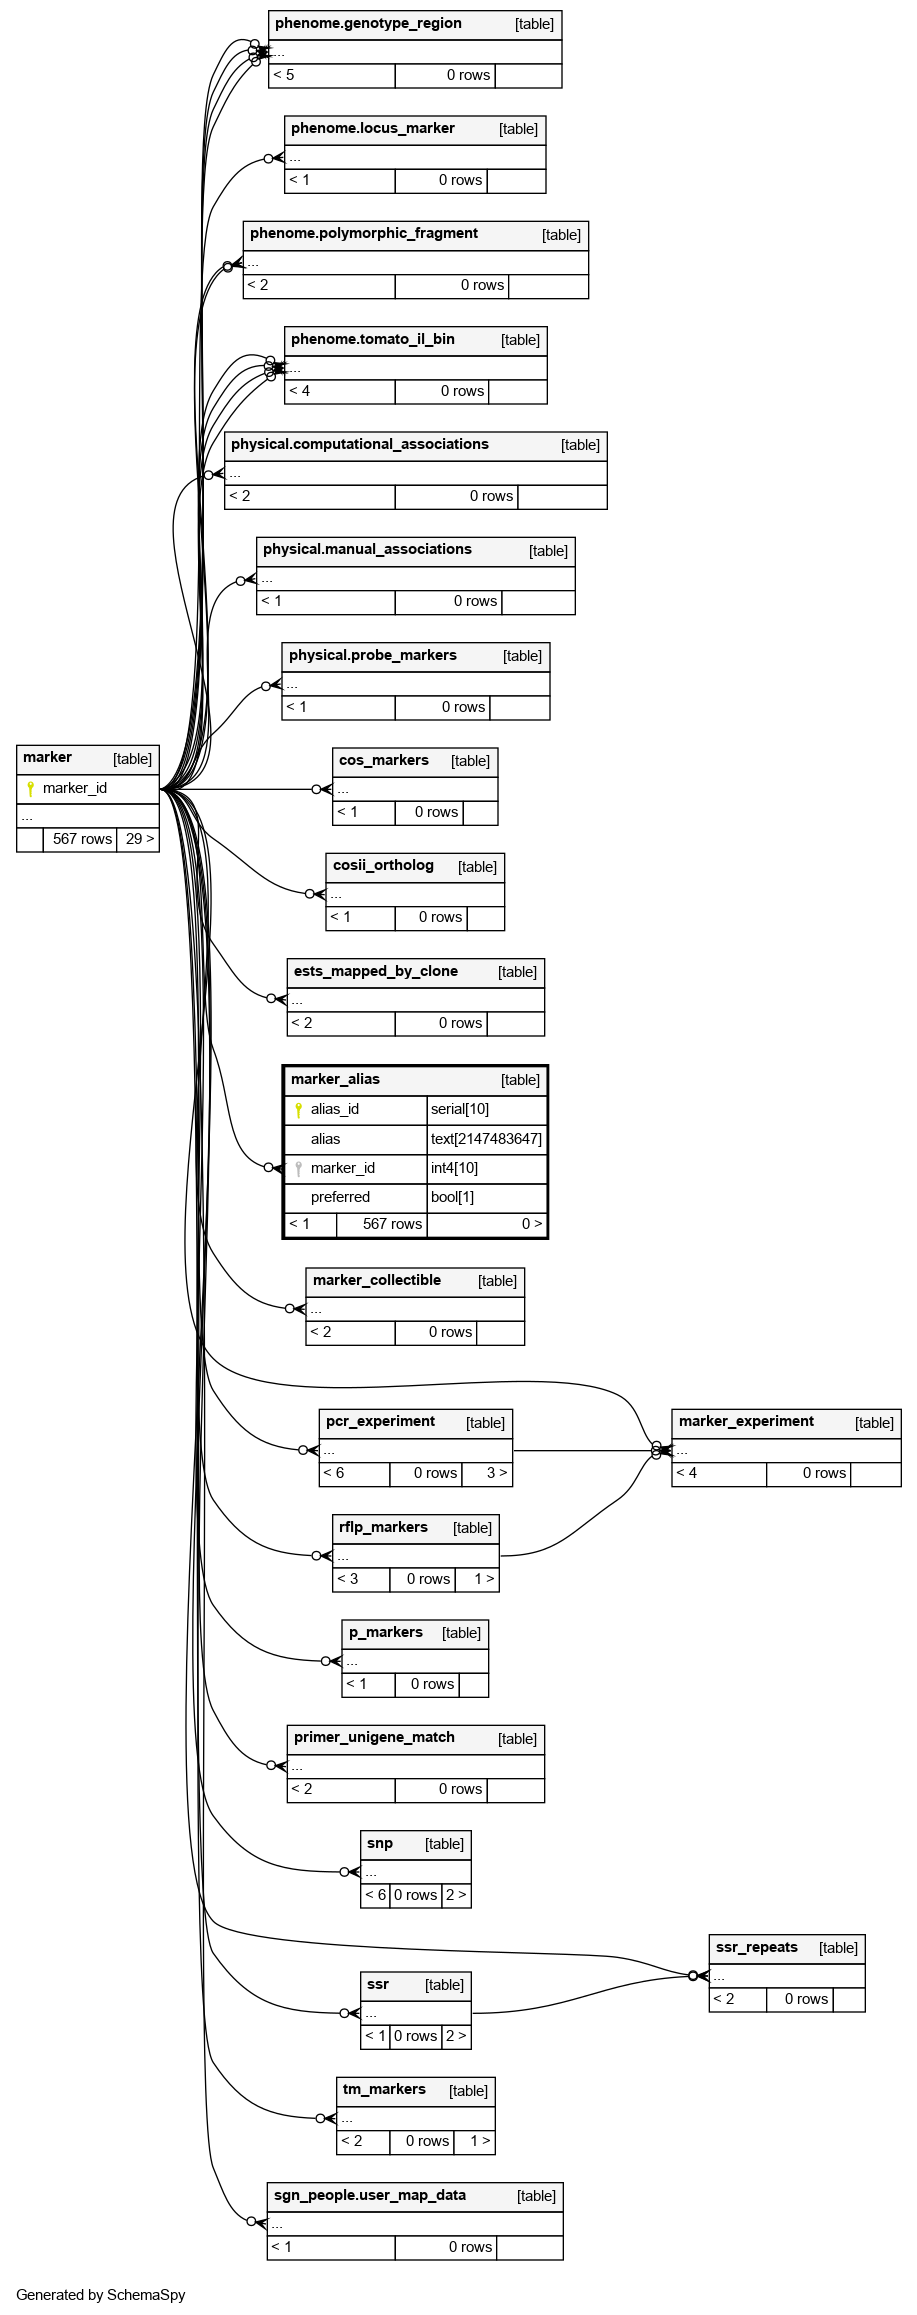 phenome.genotype_region [table]
...
< 5 0 rows
phenome.locus_marker [table]
...
< 1 0 rows
phenome.polymorphic_fragment [table]
...
< 2 0 rows
phenome.tomato_il_bin [table]
...
< 4 0 rows
physical.computational_associations [table]
...
< 2 0 rows
physical.manual_associations [table]
...
< 1 0 rows
physical.probe_markers [table]
...
< 1 0 rows
marker [table]
marker_id
...
567 rows 29 >
cos_markers [table]
...
< 1 0 rows
cosii_ortholog [table]
...
< 1 0 rows
ests_mapped_by_clone [table]
...
< 2 0 rows
marker_alias [table]
alias_id serial[10]
alias text[2147483647]
marker_id int4[10]
preferred bool[1]
< 1 567 rows 0 >
marker_collectible [table]
...
< 2 0 rows
pcr_experiment [table]
...
< 6 0 rows 3 >
marker_experiment [table]
...
< 4 0 rows
rflp_markers [table]
...
< 3 0 rows 1 >
p_markers [table]
...
< 1 0 rows
primer_unigene_match [table]
...
< 2 0 rows
snp [table]
...
< 6 0 rows 2 >
ssr_repeats [table]
...
< 2 0 rows
ssr [table]
...
< 1 0 rows 2 >
tm_markers [table]
...
< 2 0 rows 1 >
sgn_people.user_map_data [table]
...
< 1 0 rows
Generated by SchemaSpy